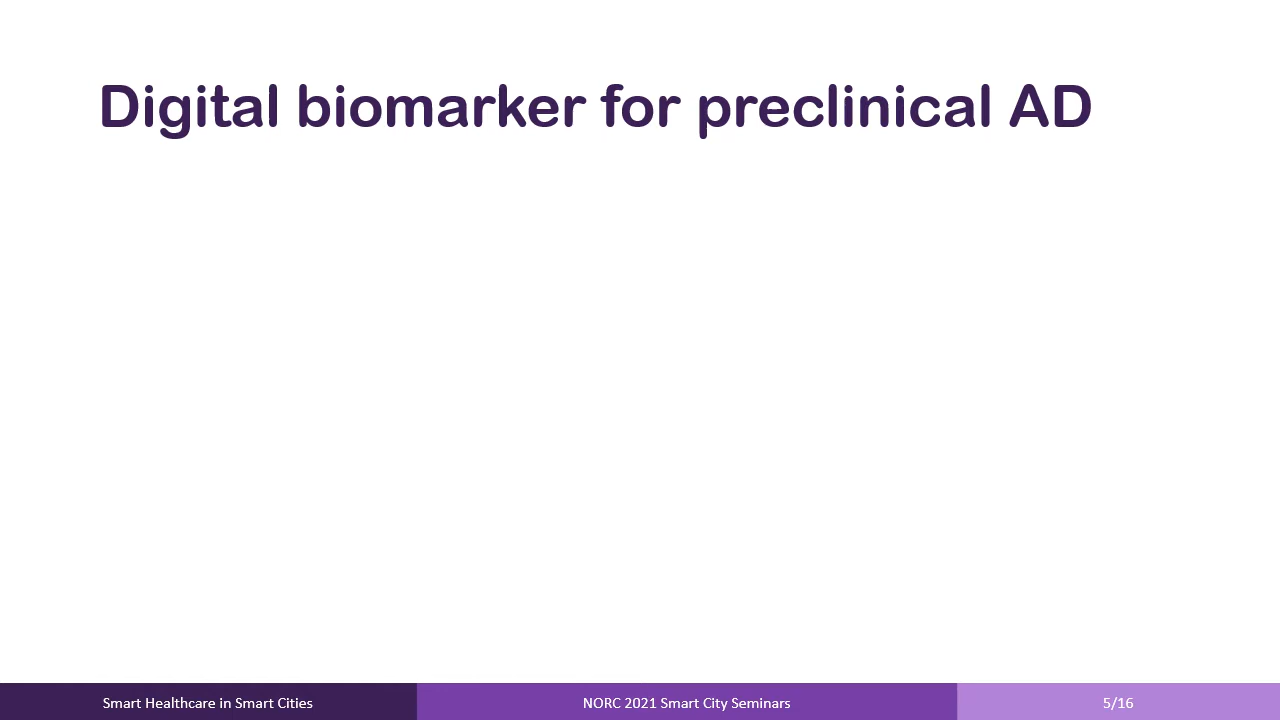 Digital biomarker for preclinical AD
Smart Healthcare in Smart Cities
NORC 2021 Smart City Seminars
5/16